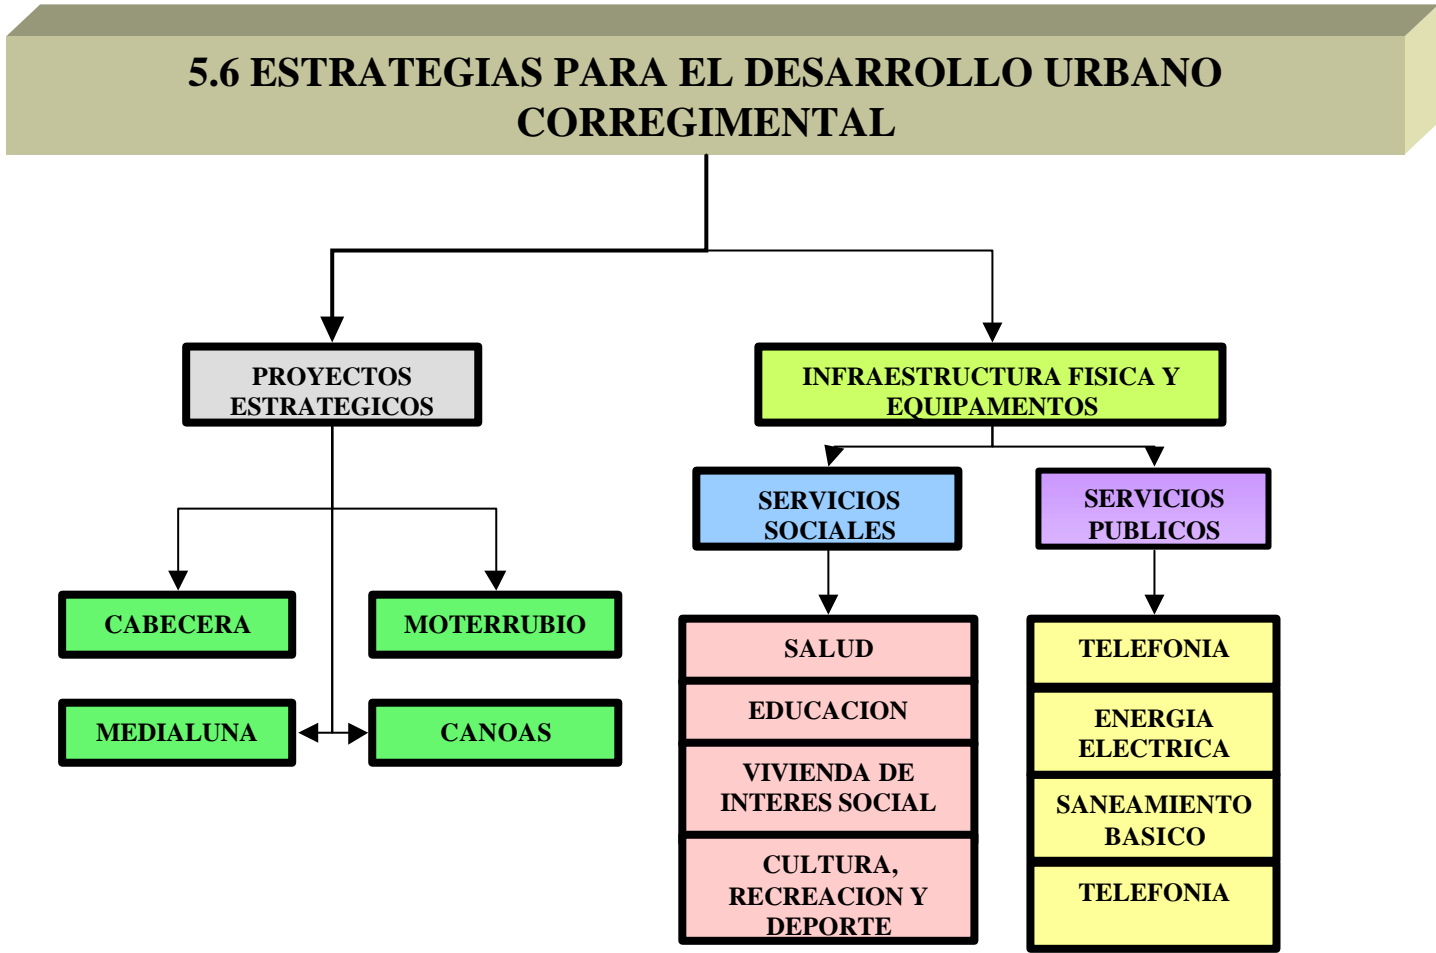 5.6 ESTRATEGIAS PARA EL DESARROLLO URBANO
CORREGIMENTAL
PROYECTOS
ESTRATEGICOS
INFRAESTRUCTURA FISICA Y
EQUIPAMENTOS
SERVICIOS
SOCIALES
SERVICIOS
PUBLICOS
CABECERA
MOTERRUBIO
MEDIALUNA
CANOAS
SALUD
EDUCACION
VIVIENDA DE
INTERES SOCIAL
CULTURA,
RECREACION Y
DEPORTE
TELEFONIA
ENERGIA
ELECTRICA
SANEAMIENTO
BASICO
TELEFONIA